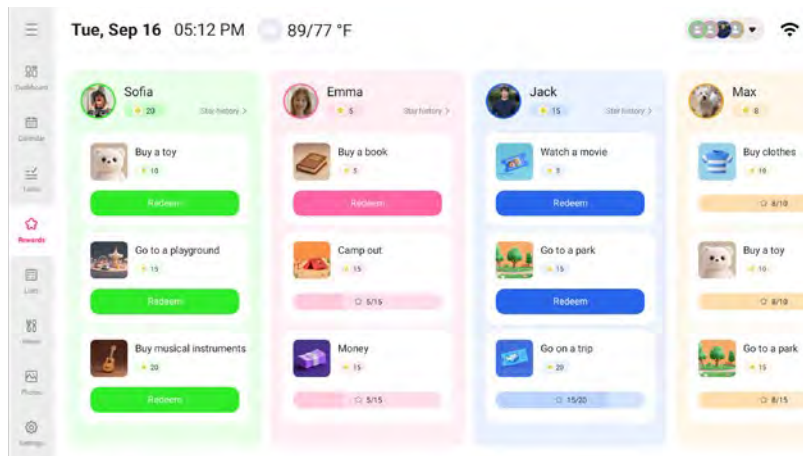 Tue, Sep 16 05:12 PM 89/77 °F
Dashboard
Calendar
Tasks
Rewards
Lists
Photos
Settings
Sofia
20
Star history >
Buy a toy
10
Redeem
Go to a playground
15
Redeem
Buy musical instruments
20
Redeem
Emma
5
Star history >
Buy a book
5
Redeem
Camp out
15
5/15
Money
15
5/15
Jack
15
Star history >
Watch a movie
5
Redeem
Go to a park
15
Redeem
Go on a trip
20
15/20
Max
8
Buy clothes
10
8/10
Buy a toy
10
8/10
Go to a park
15
8/15